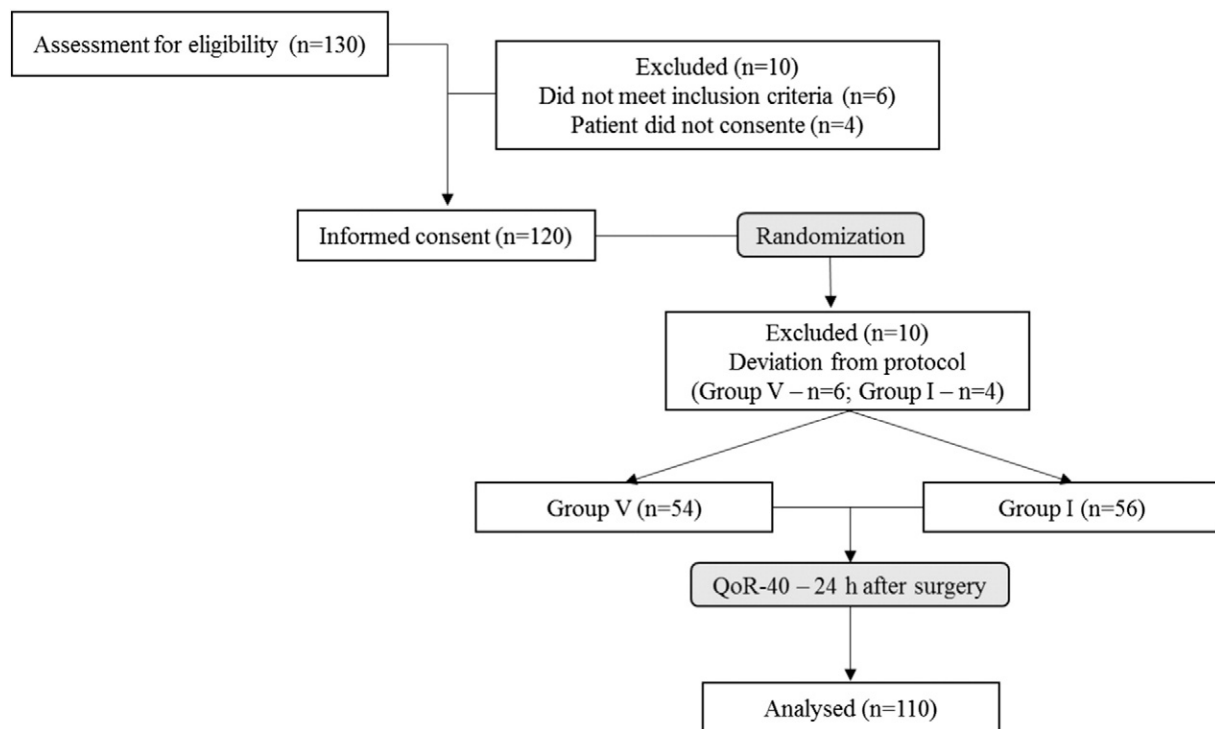 Assessment for eligibility (n=130)
Excluded (n=10)
Did not meet inclusion criteria (n=6)
Patient did not consente (n=4)
Informed consent (n=120)
Randomization
Excluded (n=10)
Deviation from protocol
(Group V – n=6; Group I – n=4)
Group V (n=54)
Group I (n=56)
QoR-40 – 24 h after surgery
Analysed (n=110)